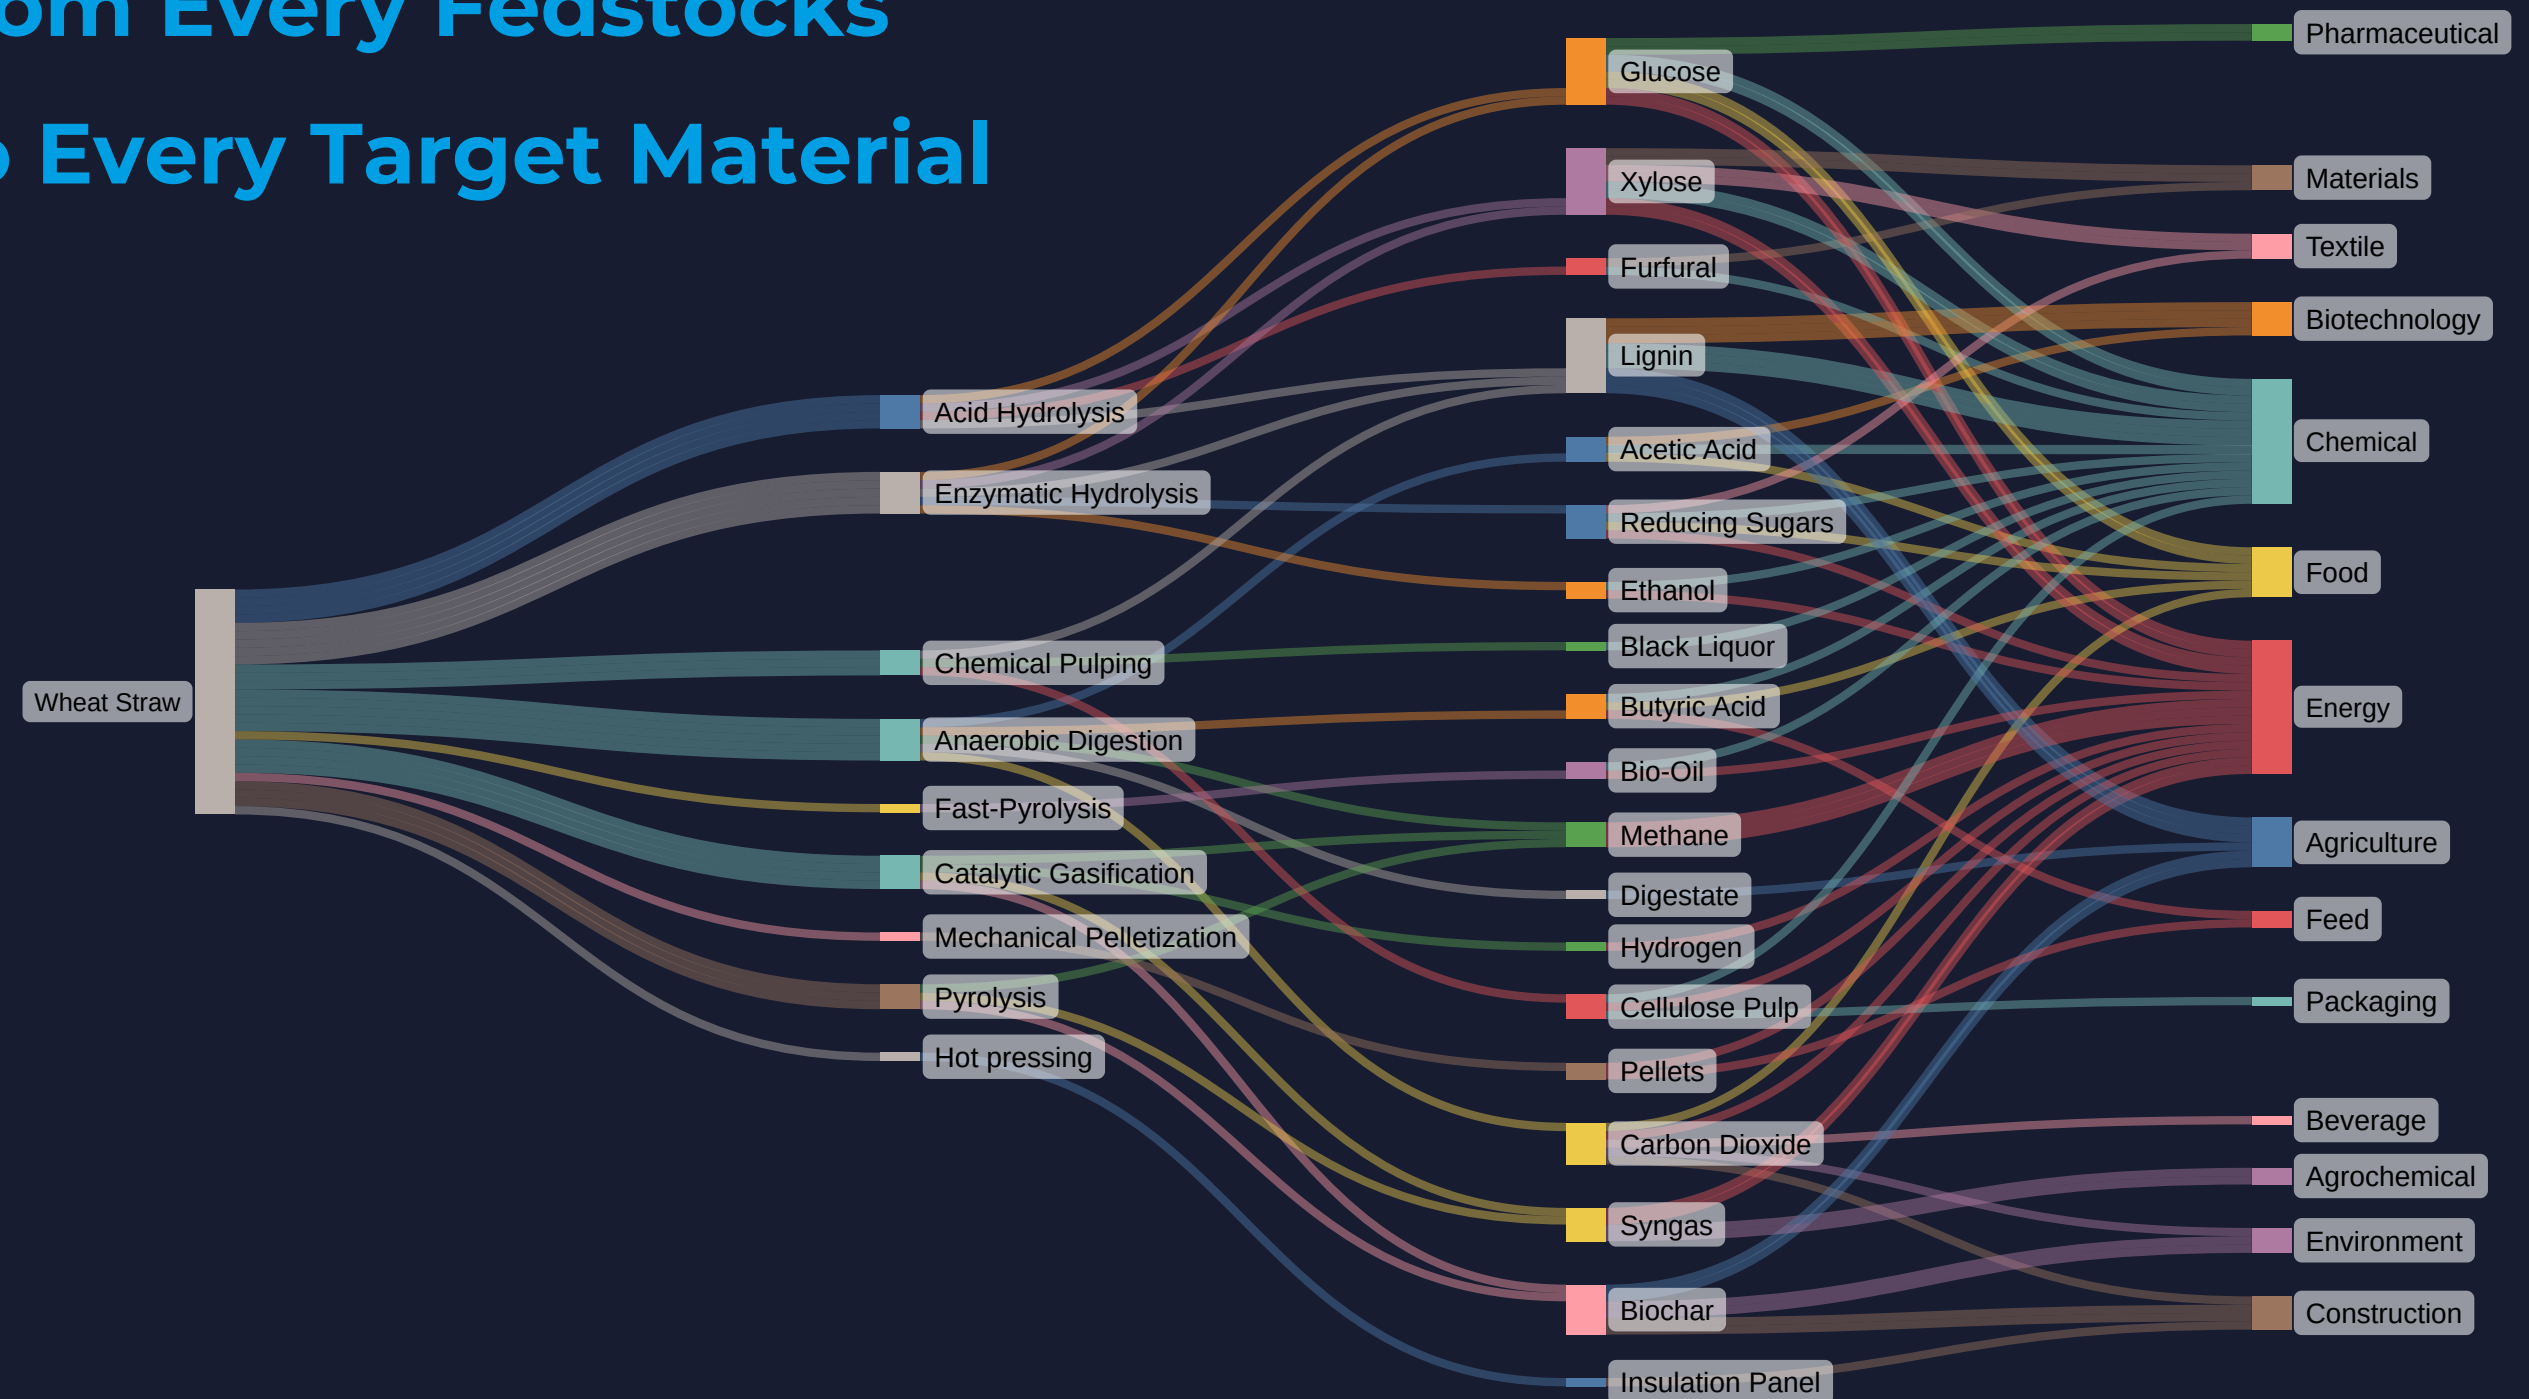 om Every Fedstocks
o Every Target Material
Wheat Straw
Acid Hydrolysis
Enzymatic Hydrolysis
Chemical Pulping
Anaerobic Digestion
Fast-Pyrolysis
Catalytic Gasification
Mechanical Pelletization
Pyrolysis
Hot pressing
Glucose
Xylose
Furfural
Lignin
Acetic Acid
Reducing Sugars
Ethanol
Black Liquor
Butyric Acid
Bio-Oil
Methane
Digestate
Hydrogen
Cellulose Pulp
Pellets
Carbon Dioxide
Syngas
Biochar
Insulation Panel
Pharmaceutical
Materials
Textile
Biotechnology
Chemical
Food
Energy
Agriculture
Feed
Packaging
Beverage
Agrochemical
Environment
Construction